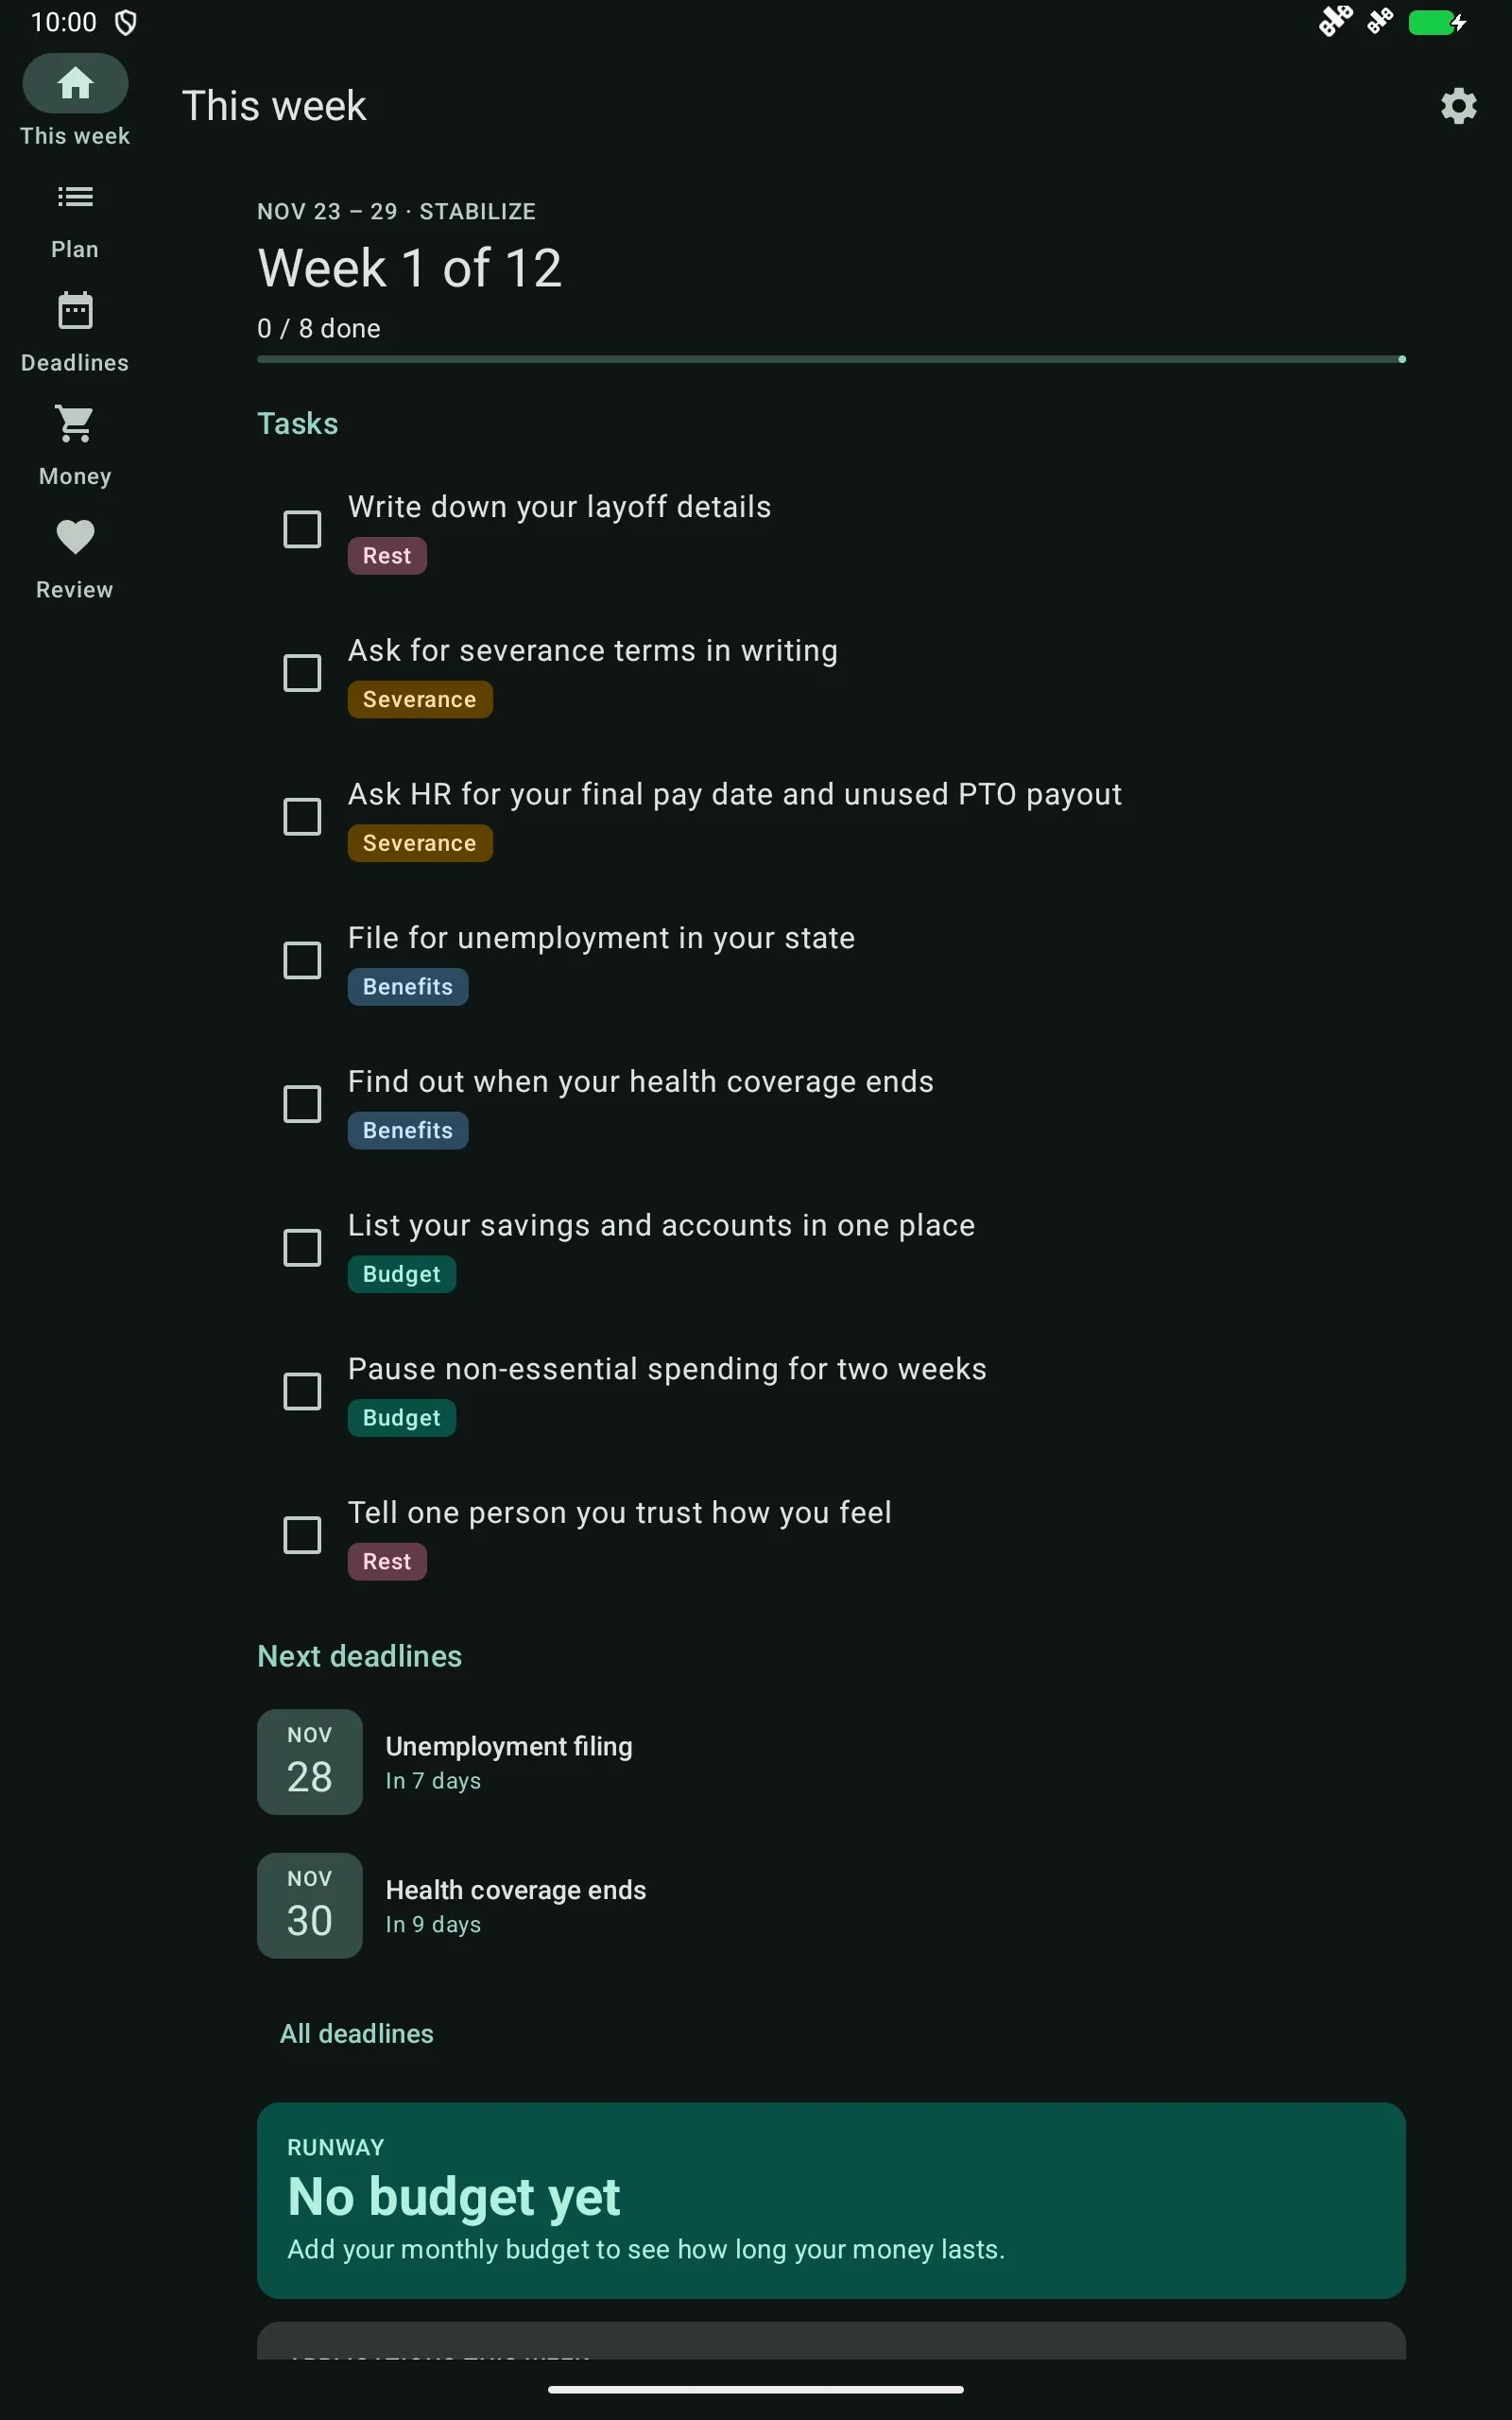 10:00
This week
Plan
Deadlines
Money
Review
This week
NOV 23 – 29 · STABILIZE
Week 1 of 12
0 / 8 done
Tasks
Write down your layoff details
Rest
Ask for severance terms in writing
Severance
Ask HR for your final pay date and unused PTO payout
Severance
File for unemployment in your state
Benefits
Find out when your health coverage ends
Benefits
List your savings and accounts in one place
Budget
Pause non-essential spending for two weeks
Budget
Tell one person you trust how you feel
Rest
Next deadlines
NOV
28
Unemployment filing
In 7 days
NOV
30
Health coverage ends
In 9 days
All deadlines
RUNWAY
No budget yet
Add your monthly budget to see how long your money lasts.